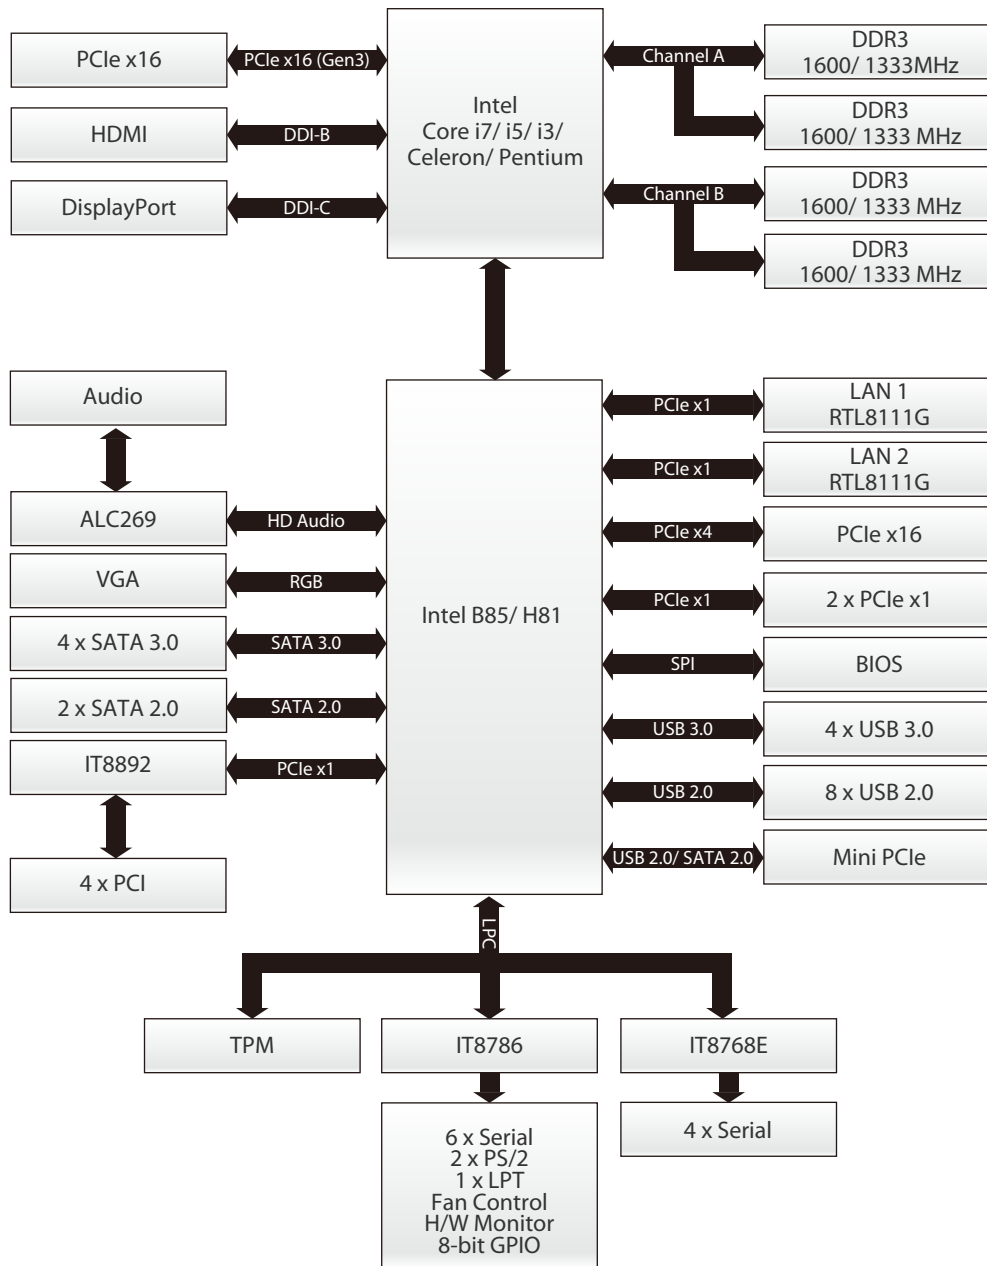 PCIe x16
PCIe x16 (Gen3)
HDMI
DDI-B
DisplayPort
DDI-C
Intel
Core i7/ i5/ i3/
Celeron/ Pentium
Channel A
DDR3
1600/ 1333MHz
DDR3
1600/ 1333 MHz
Channel B
DDR3
1600/ 1333 MHz
DDR3
1600/ 1333 MHz
Audio
ALC269
HD Audio
VGA
RGB
4 x SATA 3.0
SATA 3.0
2 x SATA 2.0
SATA 2.0
IT8892
PCIe x1
4 x PCI
Intel B85/ H81
PCIe x1
LAN 1
RTL8111G
PCIe x1
LAN 2
RTL8111G
PCIe x4
PCIe x16
PCIe x1
2 x PCIe x1
SPI
BIOS
USB 3.0
4 x USB 3.0
USB 2.0
8 x USB 2.0
USB 2.0/ SATA 2.0
Mini PCIe
LPC
TPM
IT8786
IT8768E
6 x Serial
2 x PS/2
1 x LPT
Fan Control
H/W Monitor
8-bit GPIO
4 x Serial